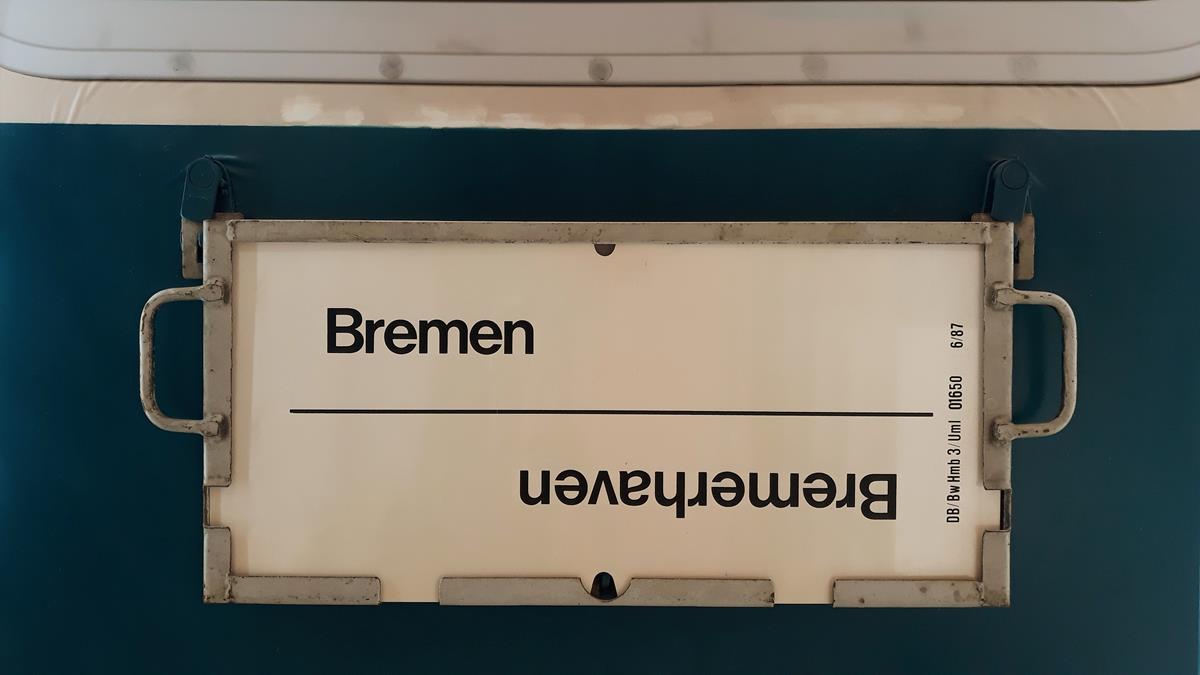 Bremen
Bremerhaven
DB/Bw Hmb 3/Uml 01650 6/87